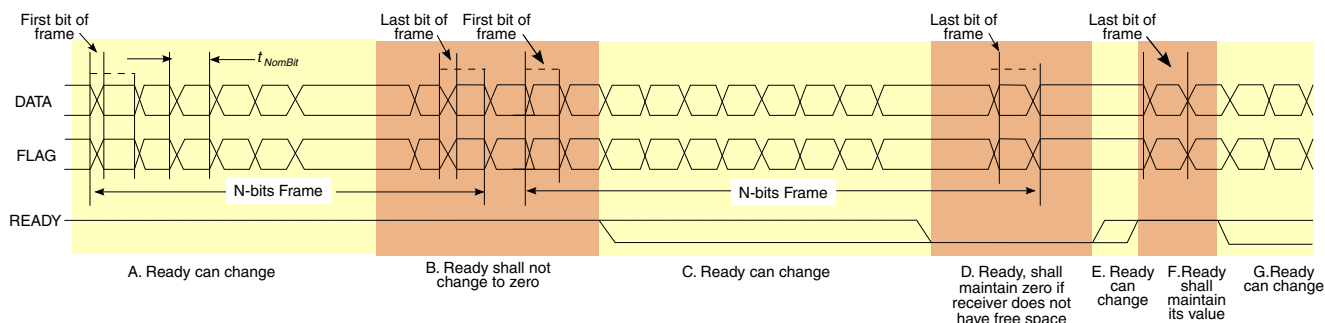 First bit of
frame
t NomBit
Last bit of
frame
First bit of
frame
Last bit of
frame
Last bit of
frame
DATA
FLAG
N-bits Frame
N-bits Frame
READY
A. Ready can change
B. Ready shall not
change to zero
C. Ready can change
D. Ready, shall
maintain zero if
receiver does not
have free space
E. Ready
can
change
F.Ready
shall
maintain
its value
G.Ready
can change